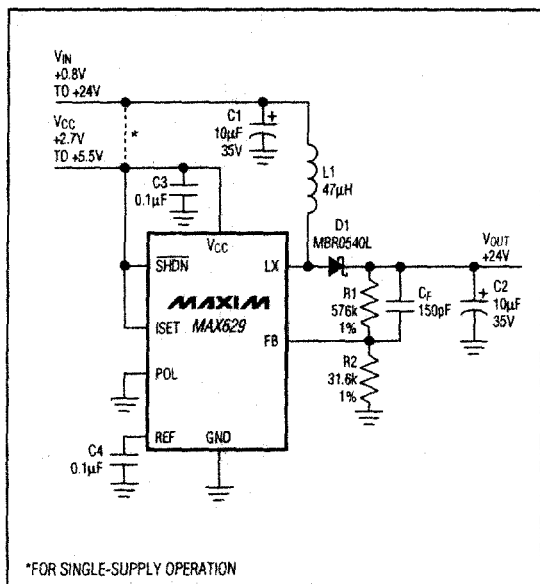 VIN
+0.8V
TO +24V
VCC
+2.7V
TO +5.5V
*
C1
10µF
35V
+
L1
47µH
C3
0.1µF
D1
MBR0540L
VOUT
+24V
VCC
SHDN
LX
MAXIM
MAX629
ISET
FB
POL
REF
GND
R1
576k
1%
CF
150pF
+
C2
10µF
35V
R2
31.6k
1%
C4
0.1µF
*FOR SINGLE-SUPPLY OPERATION